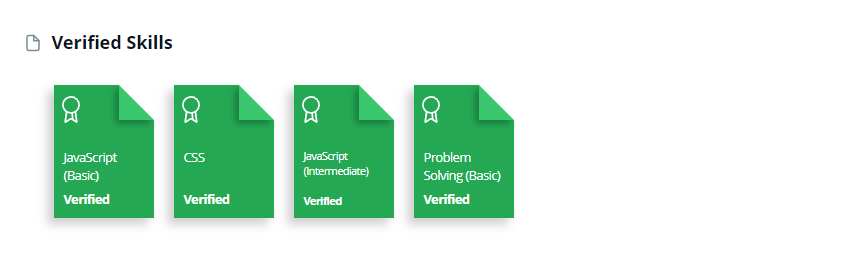 Verified Skills
JavaScript
(Basic)
Verified
CSS
Verified
JavaScript
(Intermediate)
Verified
Problem
Solving (Basic)
Verified